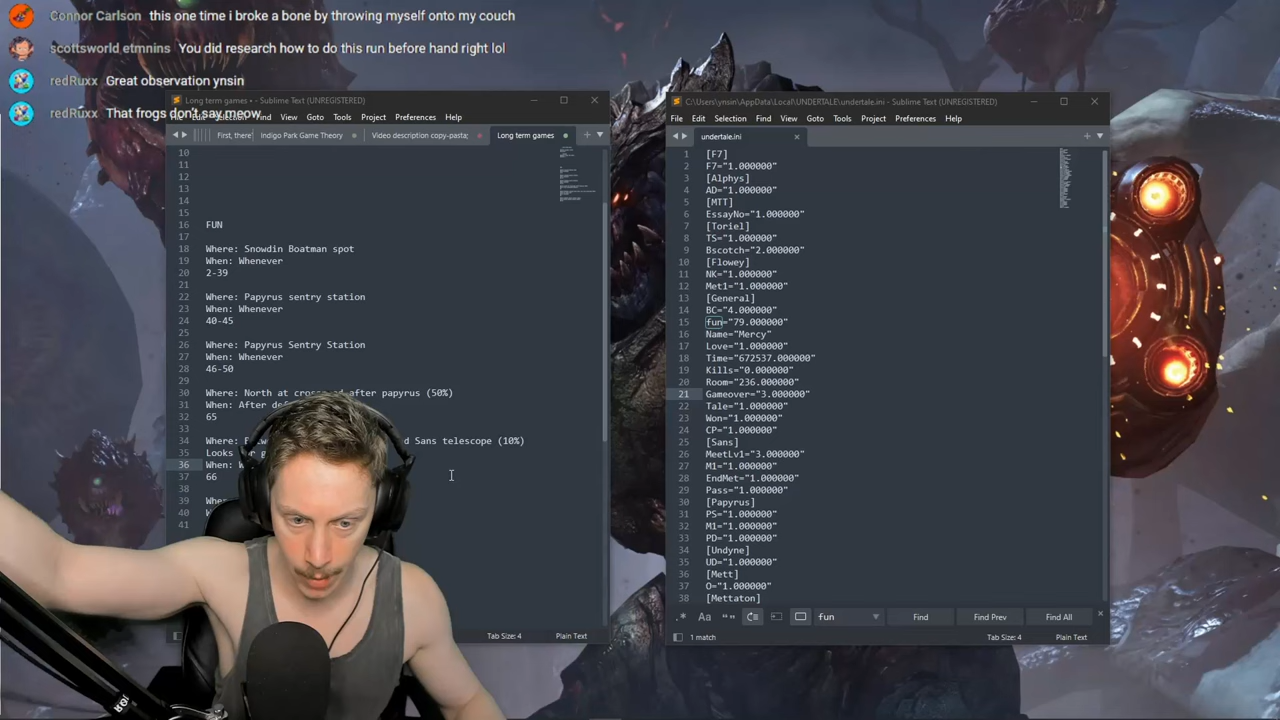 Connor Carlson this one time i broke a bone by throwing myself onto my couch
scottsworld etmnins You did research how to do this run before hand right lol
redRuxx Great observation ynsin
redRuxx That frogs don't say meow
Long term games • - Sublime Text (UNREGISTERED)
Goto Tools Project Preferences Help
First, there' Indigo Park Game Theory Video description copy-pasta; Long term games
10
11
12
13
14
15
16 FUN
17
18 Where: Snowdin Boatman spot
19 When: Whenever
20 2-39
21
22 Where: Papyrus sentry station
23 When: Whenever
24 40-45
25
26 Where: Papyrus Sentry Station
27 When: Whenever
28 46-50
29
30 Where: North at after papyrus (50%)
31 When: After
32 65
33
34 Where: Sans telescope (10%)
35 Looks
36 When:
37 66
38
39
40
41
Tab Size: 4 Plain Text
C:\Users\ynsin\AppData\Local\UNDERTALE\undertale.ini - Sublime Text (UNREGISTERED)
File Edit Selection Find View Goto Tools Project Preferences Help
undertale.ini
1 [F7]
2 F7="1.000000"
3 [Alphys]
4 AD="1.000000"
5 [MTT]
6 EssayNo="1.000000"
7 [Toriel]
8 TS="1.000000"
9 Bscotch="2.000000"
10 [Flowey]
11 NK="1.000000"
12 Met1="1.000000"
13 [General]
14 BC="4.000000"
15 fun="79.000000"
16 Name="Mercy"
17 Love="1.000000"
18 Time="672537.000000"
19 Kills="0.000000"
20 Room="236.000000"
21 Gameover="3.000000"
22 Tale="1.000000"
23 Won="1.000000"
24 CP="1.000000"
25 [Sans]
26 MeetLv1="3.000000"
27 M1="1.000000"
28 EndMet="1.000000"
29 Pass="1.000000"
30 [Papyrus]
31 PS="1.000000"
32 M1="1.000000"
33 PD="1.000000"
34 [Undyne]
35 UD="1.000000"
36 [Mett]
37 O="1.000000"
38 [Mettaton]
.* Aa fun Find Find Prev Find All
1 match Tab Size: 4 Plain Text